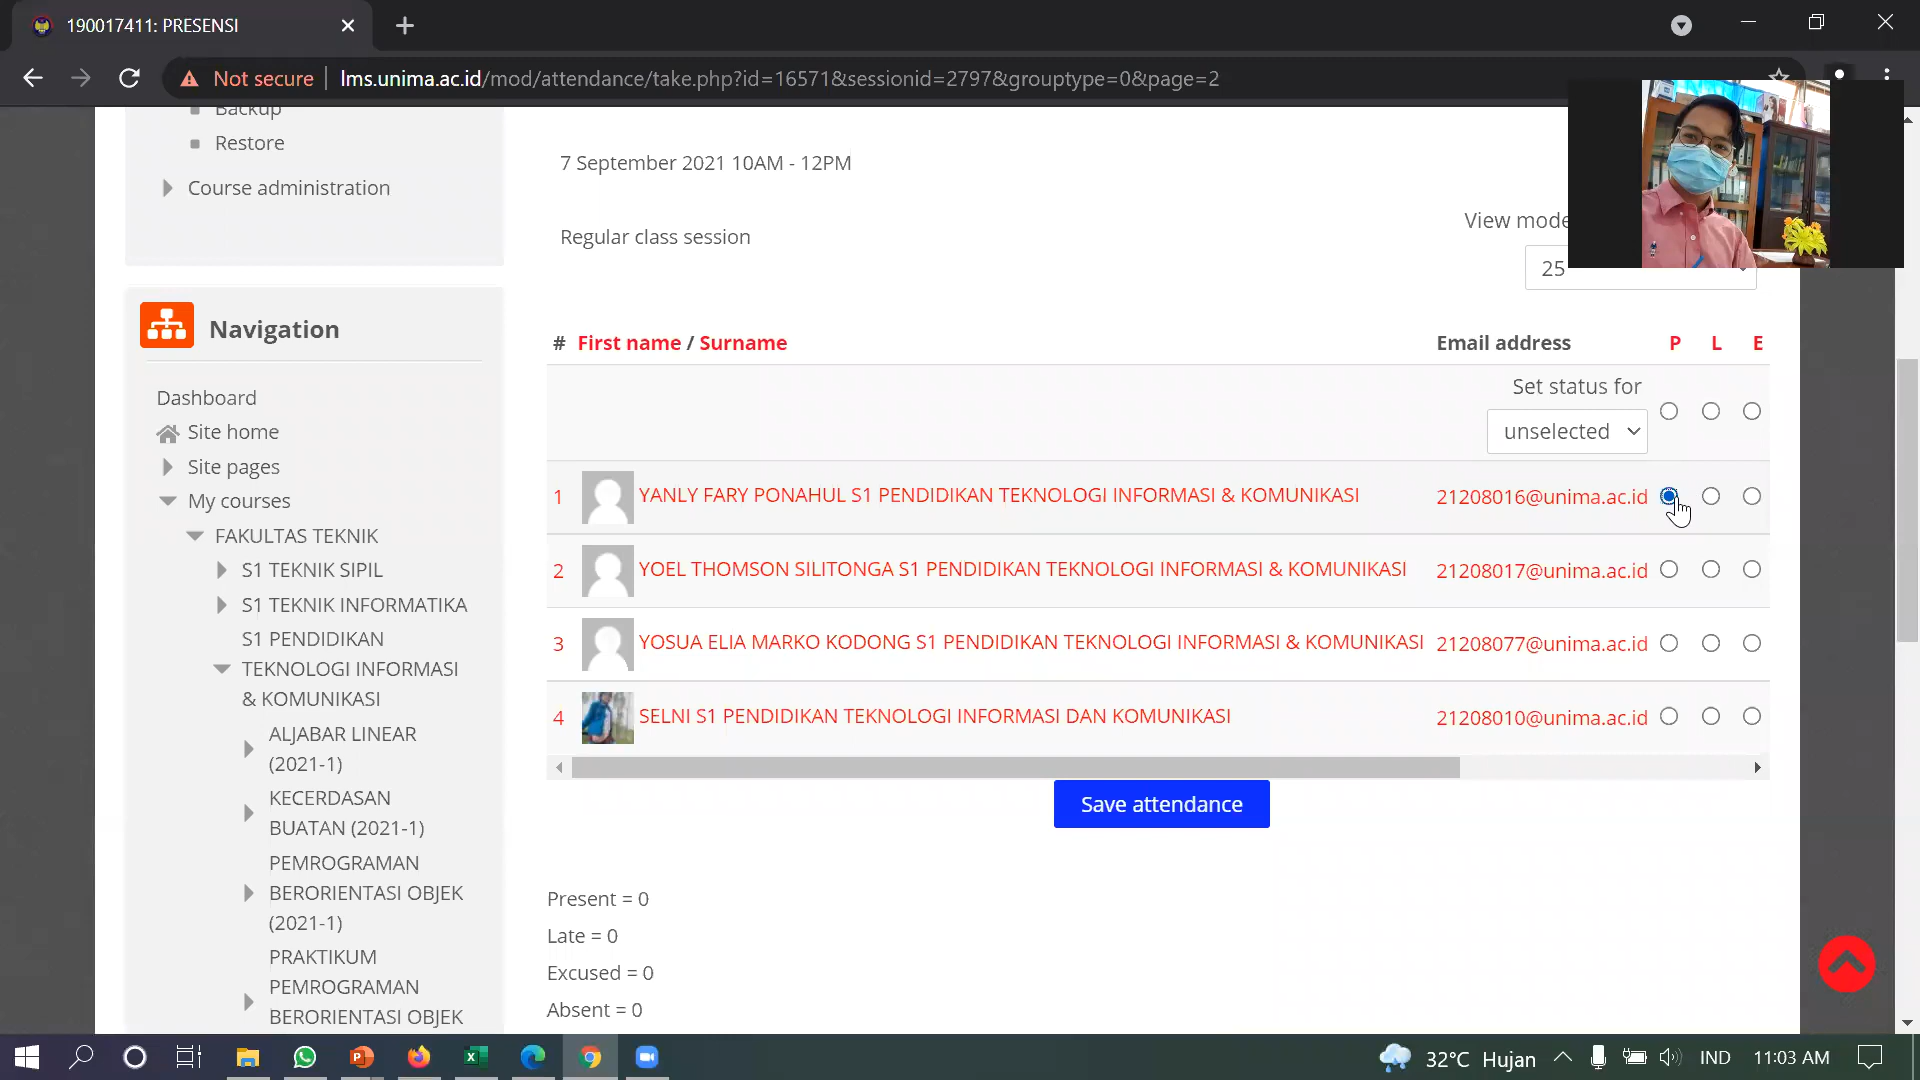 190017411: PRESENSI
Not secure
lms.unima.ac.id/mod/attendance/take.php?id=16571&sessionid=2797&grouptype=0&page=2
Backup
Restore
Course administration
Navigation
Dashboard
Site home
Site pages
My courses
FAKULTAS TEKNIK
S1 TEKNIK SIPIL
S1 TEKNIK INFORMATIKA
S1 PENDIDIKAN
TEKNOLOGI INFORMASI
& KOMUNIKASI
ALJABAR LINEAR
(2021-1)
KECERDASAN
BUATAN (2021-1)
PEMROGRAMAN
BERORIENTASI OBJEK
(2021-1)
PRAKTIKUM
PEMROGRAMAN
BERORIENTASI OBJEK
7 September 2021 10AM - 12PM
Regular class session
View mode
25
# First name / Surname Email address P L E
Set status for
unselected
1 YANLY FARY PONAHUL S1 PENDIDIKAN TEKNOLOGI INFORMASI & KOMUNIKASI 21208016@unima.ac.id
2 YOEL THOMSON SILITONGA S1 PENDIDIKAN TEKNOLOGI INFORMASI & KOMUNIKASI 21208017@unima.ac.id
3 YOSUA ELIA MARKO KODONG S1 PENDIDIKAN TEKNOLOGI INFORMASI & KOMUNIKASI 21208077@unima.ac.id
4 SELNI S1 PENDIDIKAN TEKNOLOGI INFORMASI DAN KOMUNIKASI 21208010@unima.ac.id
Save attendance
Present = 0
Late = 0
Excused = 0
Absent = 0
32°C Hujan IND 11:03 AM